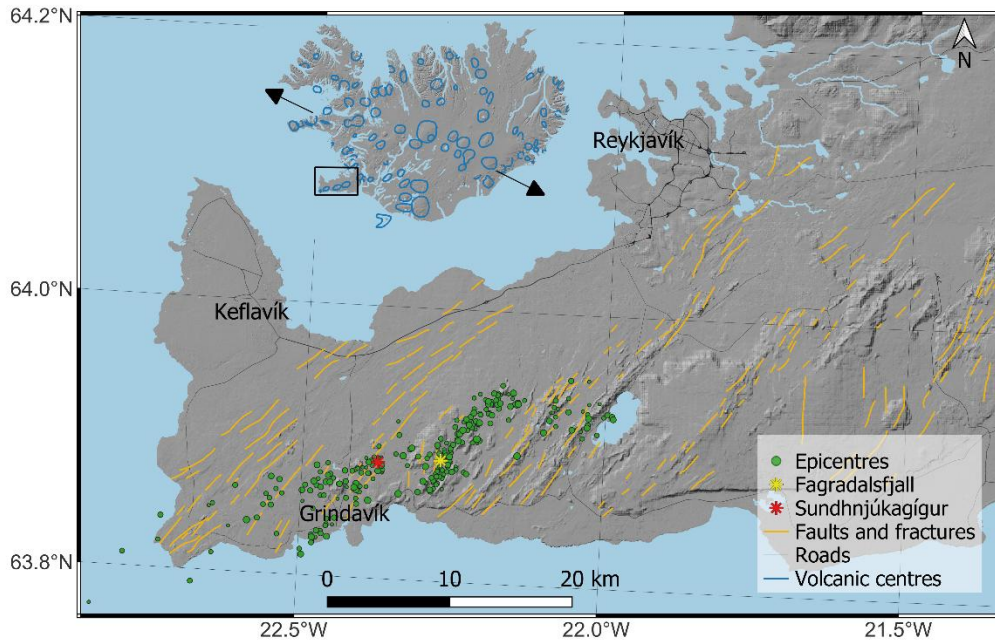 64.2°N
N
Reykjavík
64.0°N
Keflavík
Epicentres
Fagradalsfjall
Sundhnjúkagígur
Grindavík
Faults and fractures
Roads
63.8°N
Volcanic centres
0 10 20 km
22.5°W 22.0°W 21.5°W